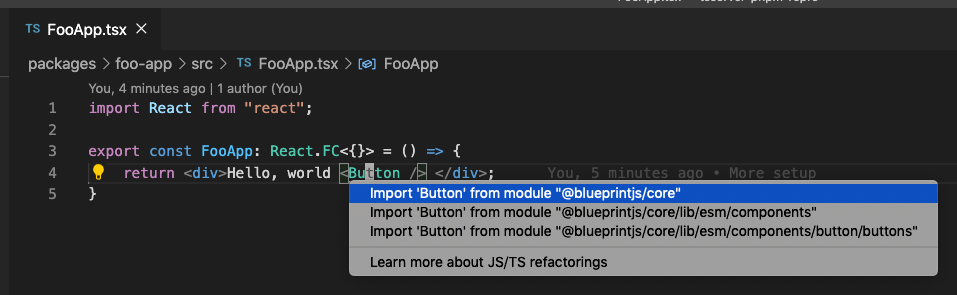 TS FooApp.tsx ×
packages > foo-app > src > TS FooApp.tsx > FooApp
You, 4 minutes ago | 1 author (You)
1 import React from "react";
2
3 export const FooApp: React.FC<{}> = () => {
4 return <div>Hello, world <Button /> </div>; You, 5 minutes ago • More setup
5 }
Import 'Button' from module "@blueprintjs/core"
Import 'Button' from module "@blueprintjs/core/lib/esm/components"
Import 'Button' from module "@blueprintjs/core/lib/esm/components/button/buttons"
Learn more about JS/TS refactorings